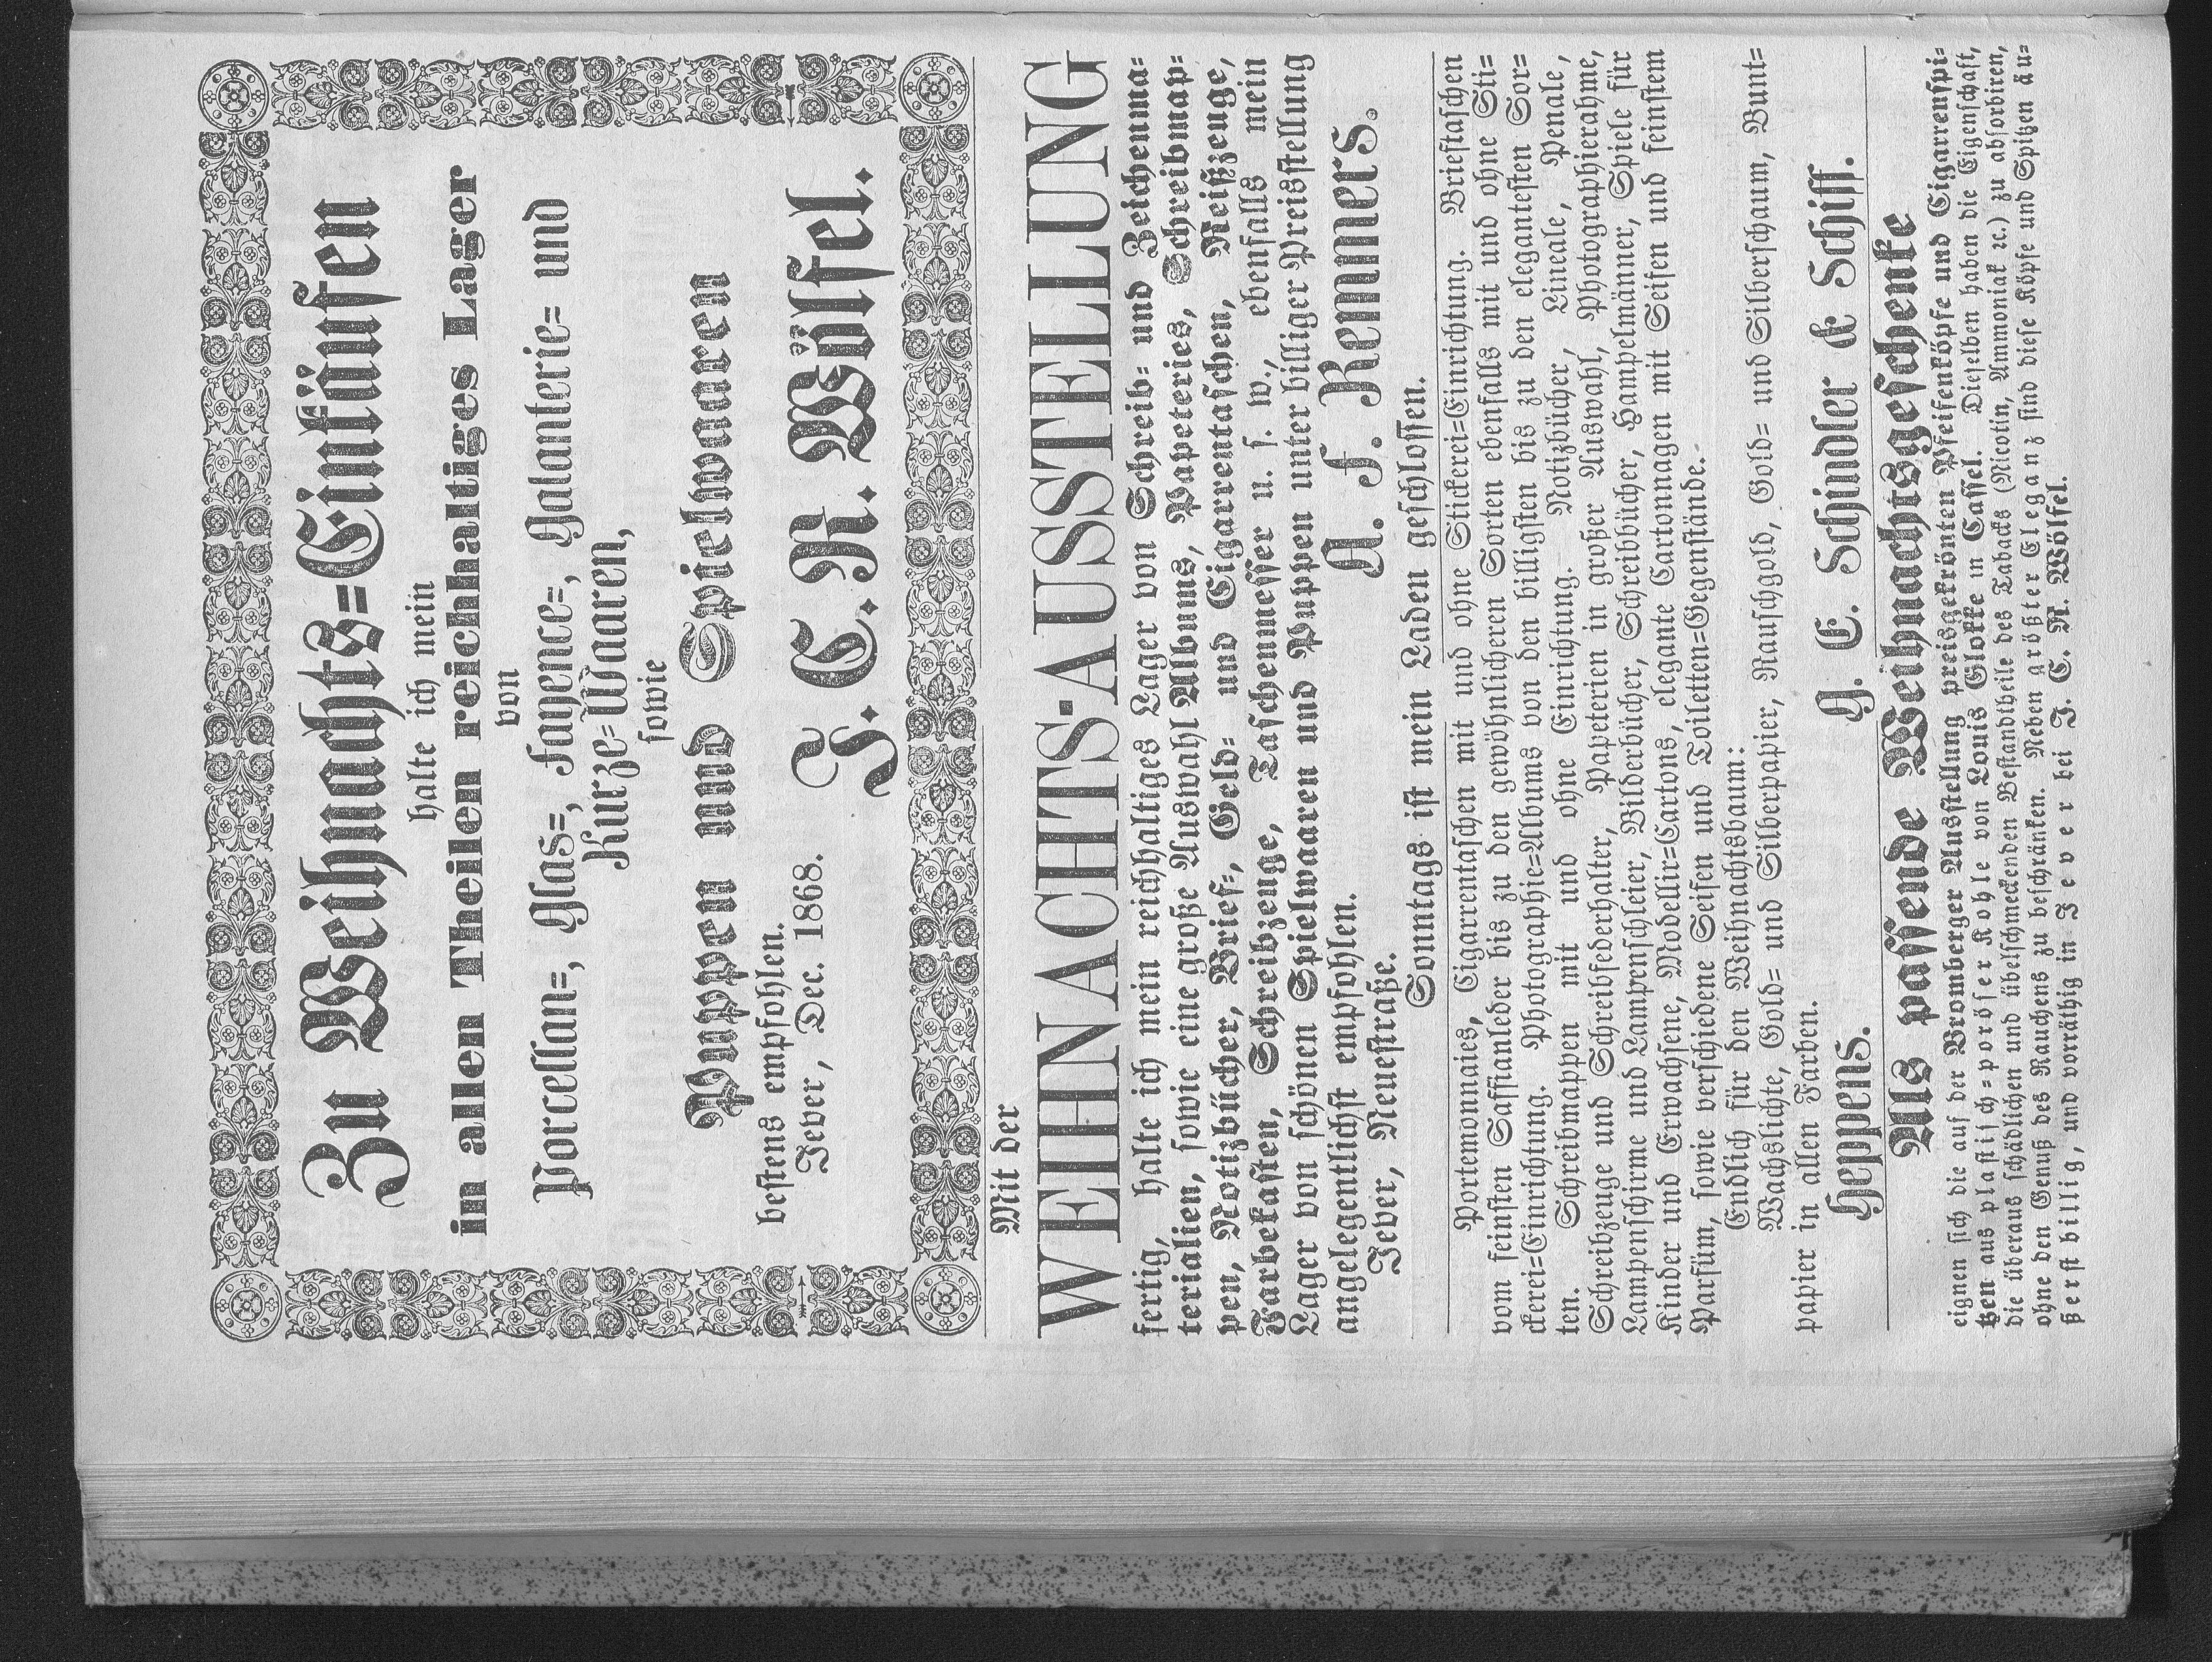 Zu Weihnachts=Einkäufen
halte ich mein
in allen Theilen reichhaltiges Lager
von
Porcellan=, Glas=, Fayence=, Galanterie= und
Kurze=Waaren,
sowie
Puppen und Spielwaaren
bestens empfohlen.
Jever, Dec. 1868.
J. C. R. Wölfel.
Mit der
WEIHNACHTS-AUSSTELLUNG
fertig, halte ich mein reichhaltiges Lager von Schreib= und Zeichenma=
terialien, sowie eine große Auswahl Albums, Papeteries, Schreibmap=
pen, Notizbücher, Brief=, Geld= und Cigarrentaschen, Reißzeuge,
Farbekasten, Schreibzeuge, Taschenmesser u. s. w., ebenfalls mein
Lager von schönen Spielwaaren und Puppen unter billiger Preisstellung
angelegentlichst empfohlen.
Jever, Neuestraße.
A. F. Remmers.
Sonntags ist mein Laden geschlossen.
Portemonnaies, Cigarrentaschen mit und ohne Stickerei=Einrichtung. Brieftaschen
vom feinsten Saffianleder bis zu den gewöhnlicheren Sorten ebenfalls mit und ohne Sti=
ckerei=Einrichtung. Photographie=Albums von den billigsten bis zu den elegantesten Sor=
ten. Schreibmappen mit und ohne Einrichtung. Notizbücher, Lineale, Penale,
Schreibzeuge und Schreibfederhalter, Papeterien in großer Auswahl, Photographierahme,
Lampenschirme und Lampenschleier, Bilderbücher, Schreibbücher, Hampelmänner, Spiele für
Kinder und Erwachsene, Modellir=Cartons, elegante Cartonnagen mit Seifen und feinstem
Parfüm, sowie verschiedene Seifen und Toiletten=Gegenstände.
Endlich für den Weihnachtsbaum:
Wachslichte, Gold= und Silberpapier, Rauschgold, Gold= und Silberschaum, Bunt=
papier in allen Farben.
Heppens.
G. E. Schindler & Schiff.
Als passende Weihnachtsgeschenke
eignen sich die auf der Bromberger Ausstellung preisgekrönten Pfeifenköpfe und Cigarrenspi=
tzen aus plastisch=poröser Kohle von Louis Glokke in Cassel. Dieselben haben die Eigenschaft,
die überaus schädlichen und übelschmeckenden Bestandtheile des Tabacks (Nicotin, Ammoniak ꝛc.) zu absorbiren,
ohne den Genuß des Rauchens zu beschränken. Neben größter Eleganz sind diese Köpfe und Spitzen äu=
ßerst billig, und vorräthig in Jever bei J. C. R. Wölfel.